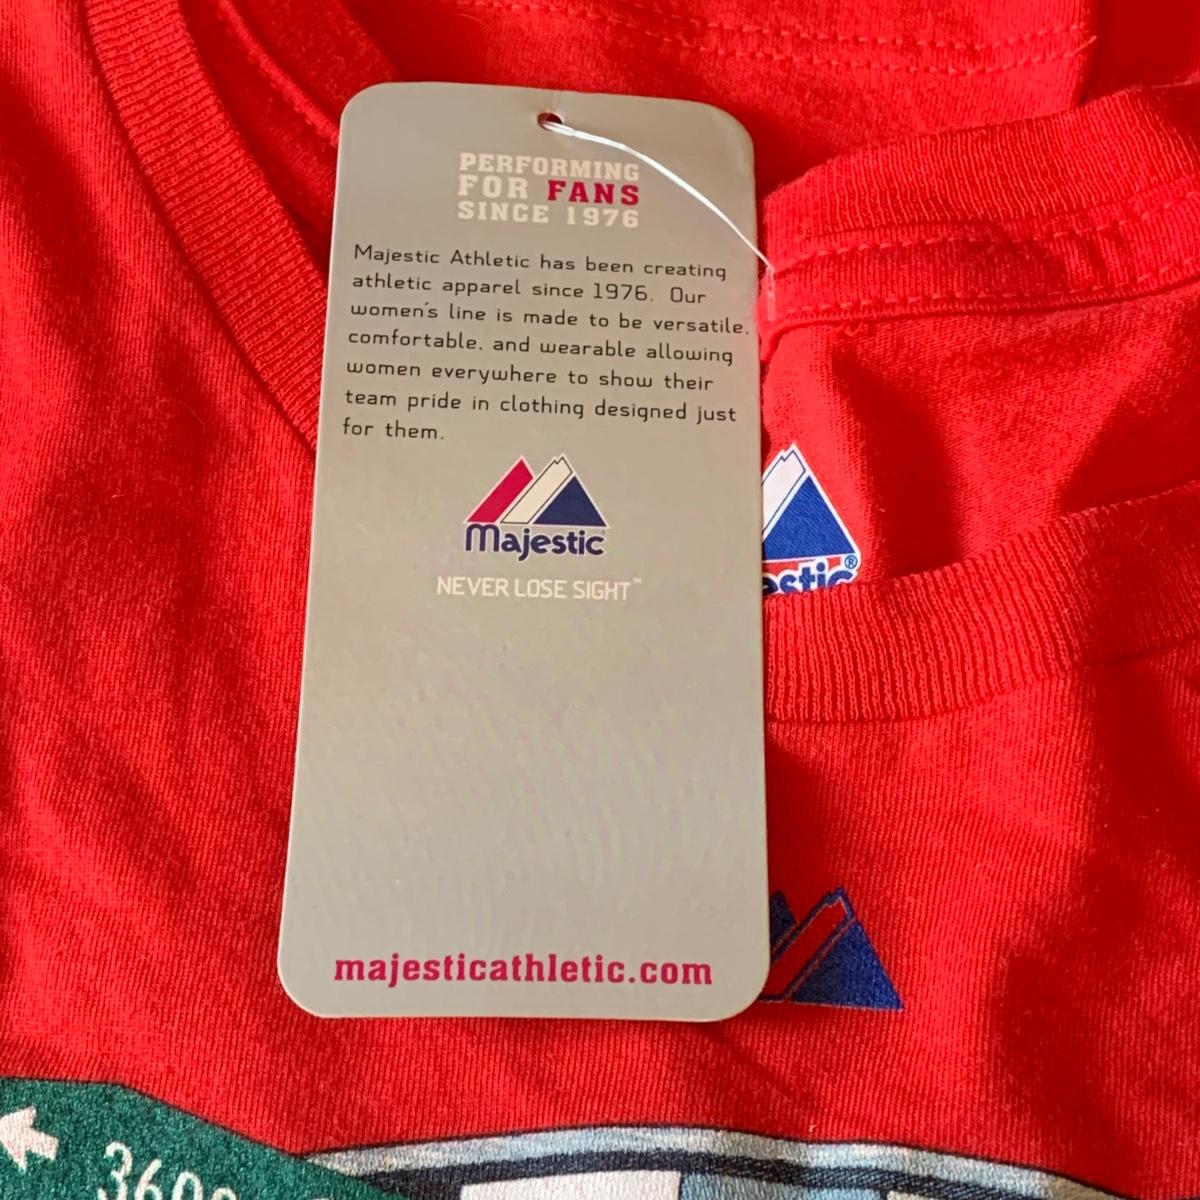 PERFORMING
FOR FANS
SINCE 1976
Majestic Athletic has been creating
athletic apparel since 1976. Our
women's line is made to be versatile,
comfortable, and wearable allowing
women everywhere to show their
team pride in clothing designed just
for them.
Majestic
NEVER LOSE SIGHT™
estic®
majesticathletic.com
360